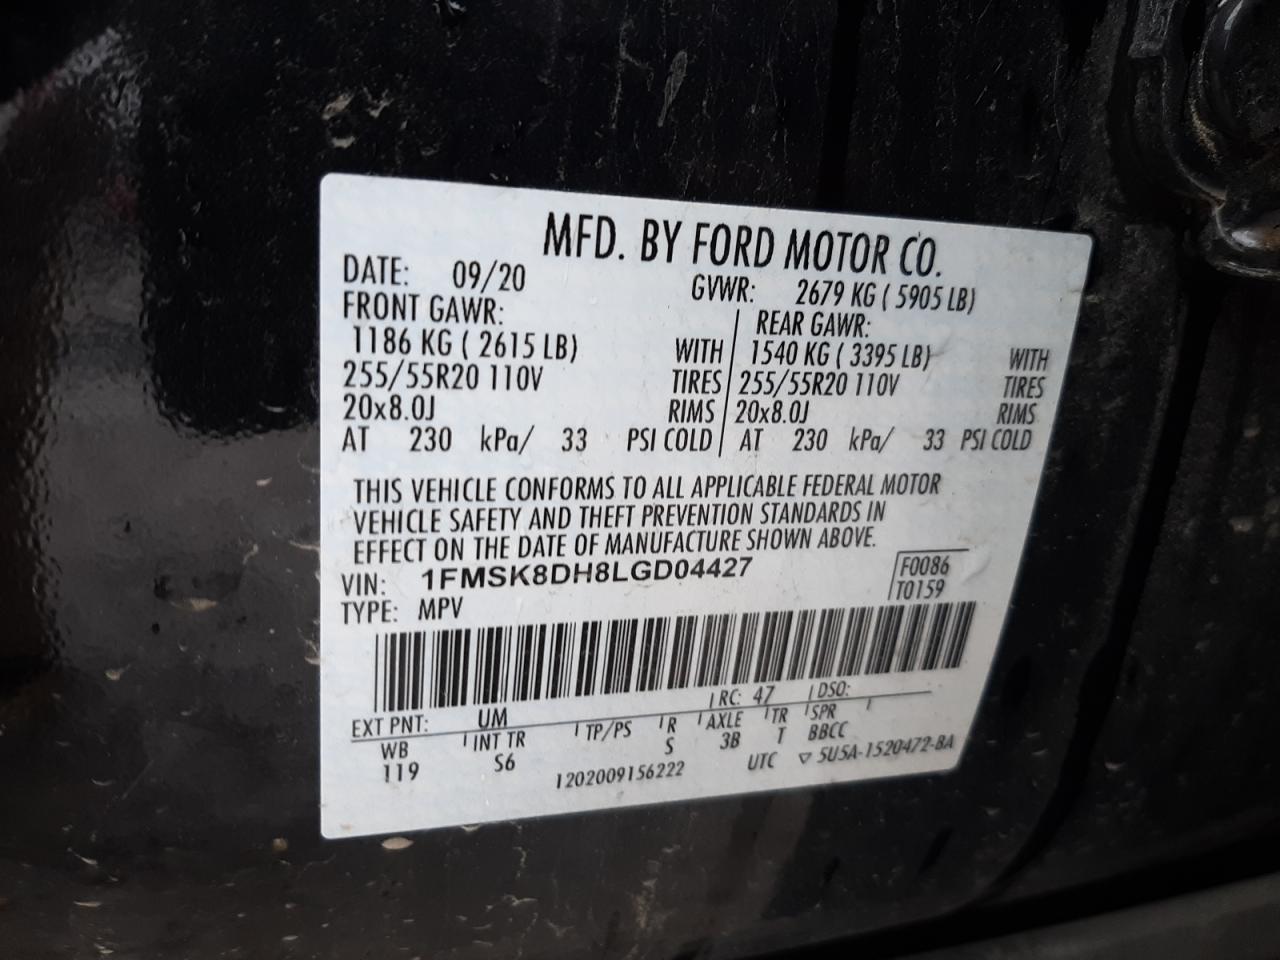 MFD. BY FORD MOTOR CO.
DATE: 09/20 GVWR: 2679 KG ( 5905 LB)
FRONT GAWR: REAR GAWR:
1186 KG ( 2615 LB) WITH 1540 KG ( 3395 LB) WITH
255/55R20 110V TIRES 255/55R20 110V TIRES
20x8.0J RIMS 20x8.0J RIMS
AT 230 kPa/ 33 PSI COLD AT 230 kPa/ 33 PSI COLD
THIS VEHICLE CONFORMS TO ALL APPLICABLE FEDERAL MOTOR
VEHICLE SAFETY AND THEFT PREVENTION STANDARDS IN
EFFECT ON THE DATE OF MANUFACTURE SHOWN ABOVE.
VIN: 1FMSK8DH8LGD04427 F0086
TYPE: MPV T0159
EXT PNT: UM RC: 47 DSO:
WB INT TR TP/PS R AXLE TR SPR
119 S6 S 3B T BBCC
1202009156222 UTC ▽ 5U5A-1520472-BA